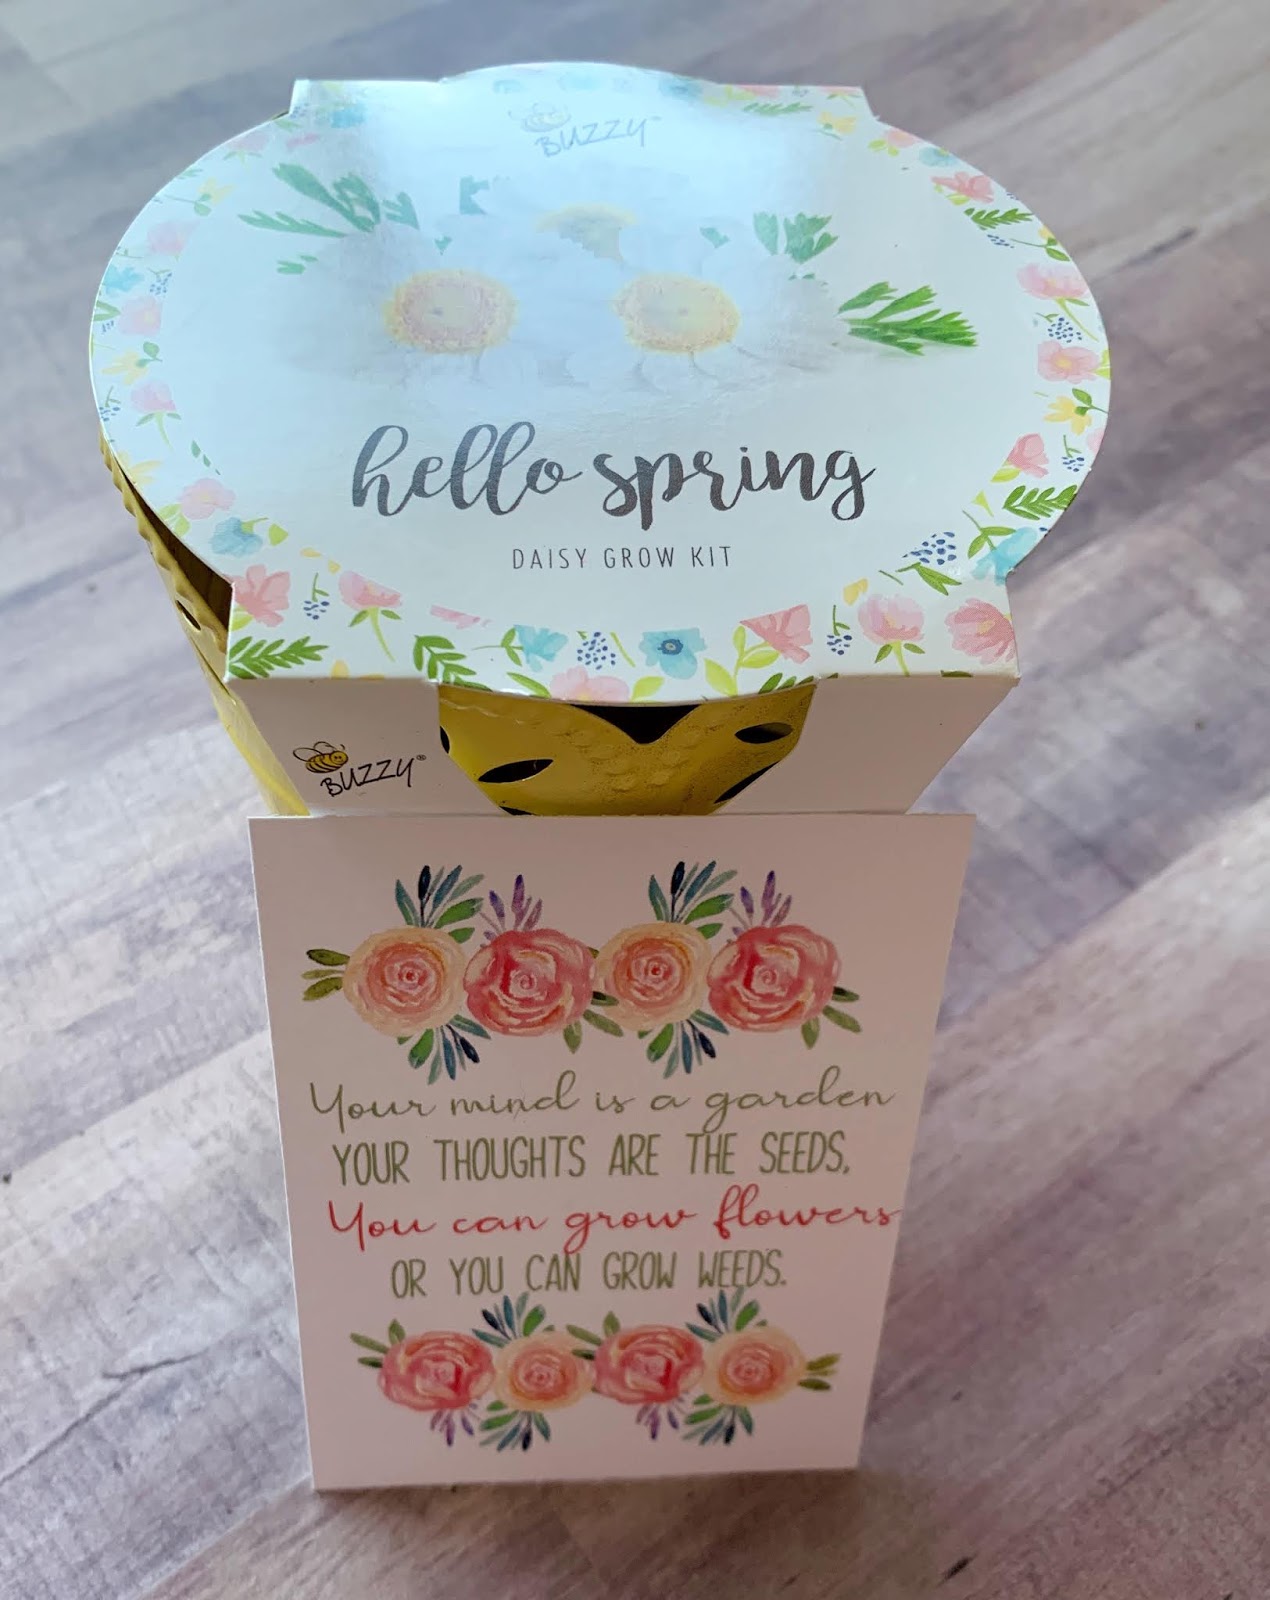 BUZZY™
hello spring
DAISY GROW KIT
BUZZY®
Your mind is a garden
YOUR THOUGHTS ARE THE SEEDS.
You can grow flowers
OR YOU CAN GROW WEEDS.